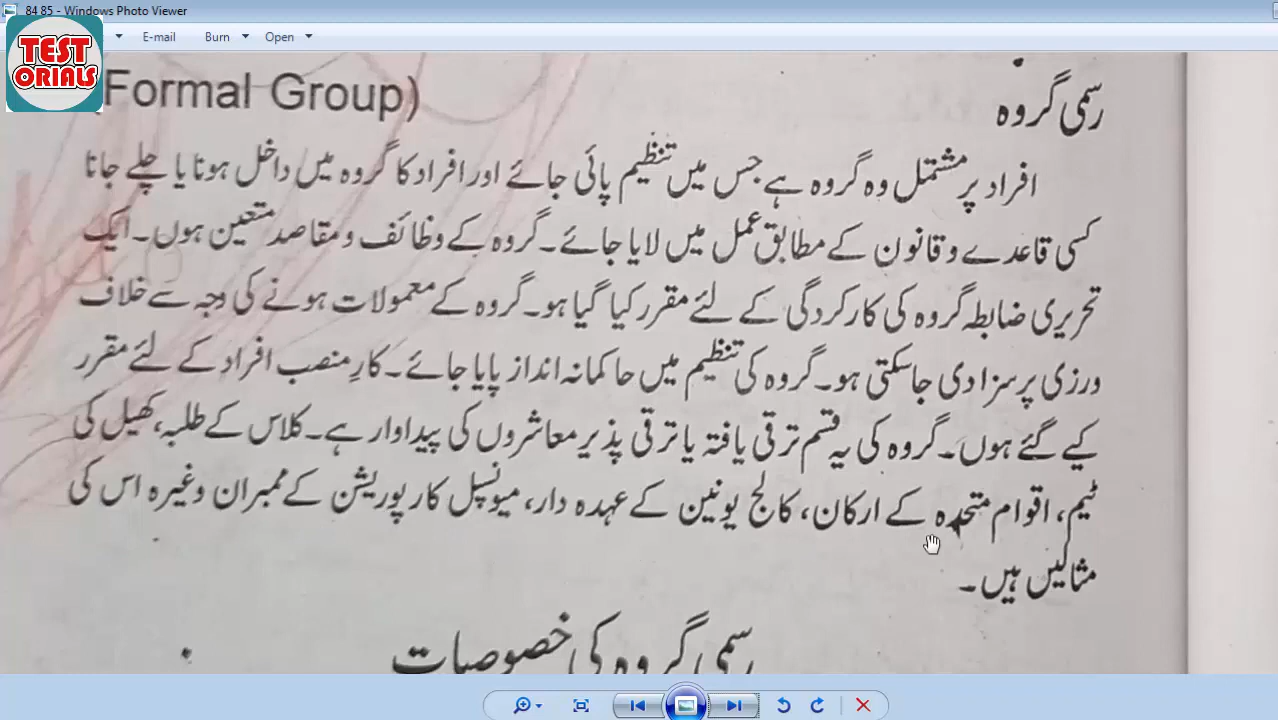 84 85 - Windows Photo Viewer
E-mail Burn Open
TEST
ORIALS
رسمی گروہ (Formal Group)
افراد پر مشتمل وہ گروہ ہے جس میں تنظیم پائی جائے اور افراد کا گروہ میں داخل ہونا یا چلے جانا
کسی قاعدے و قانون کے مطابق عمل میں لایا جائے۔ گروہ کے وظائف و مقاصد متعین ہوں۔ ایک
تحریری ضابطہ گروہ کی کارکردگی کے لئے مقرر کیا گیا ہو۔ گروہ کے معمولات ہونے کی وجہ سے خلاف
ورزی پر سزا دی جا سکتی ہو۔ گروہ کی تنظیم میں حاکمانہ انداز پایا جائے۔ کارِ منصب افراد کے لئے مقرر
کیے گئے ہوں۔ گروہ کی یہ قسم ترقی یافتہ یا ترقی پذیر معاشروں کی پیداوار ہے۔ کلاس کے طلبہ، کھیل کی
ٹیم، اقوام متحدہ کے ارکان، کالج یونین کے عہدہ دار، میونسپل کارپوریشن کے ممبران وغیرہ اس کی
مثالیں ہیں۔
رسمی گروہ کی خصوصیات